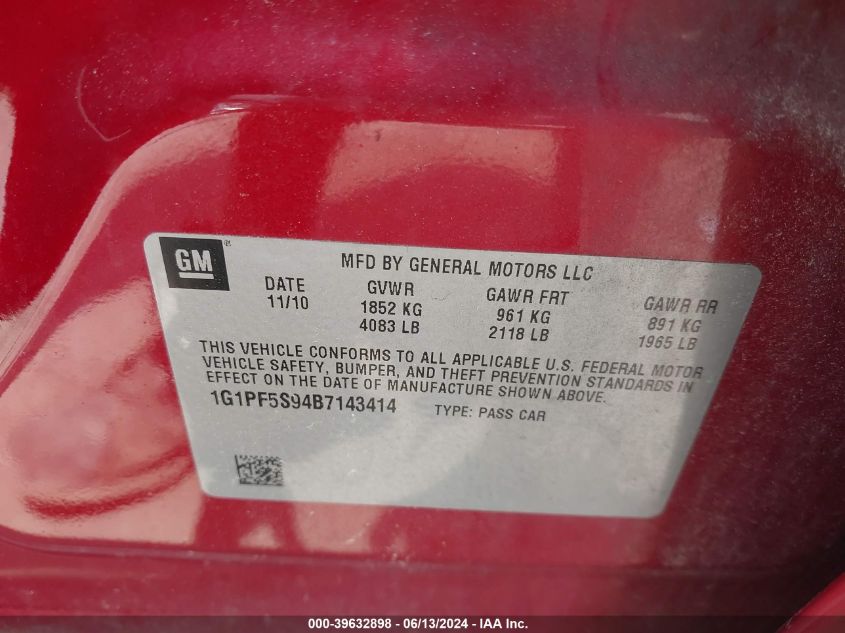 GM ®
MFD BY GENERAL MOTORS LLC
DATE GVWR GAWR FRT GAWR RR
11/10 1852 KG 961 KG 891 KG
4083 LB 2118 LB 1965 LB
THIS VEHICLE CONFORMS TO ALL APPLICABLE U.S. FEDERAL MOTOR
VEHICLE SAFETY, BUMPER, AND THEFT PREVENTION STANDARDS IN
EFFECT ON THE DATE OF MANUFACTURE SHOWN ABOVE.
1G1PF5S94B7143414 TYPE: PASS CAR
000-39632898 - 06/13/2024 - IAA Inc.